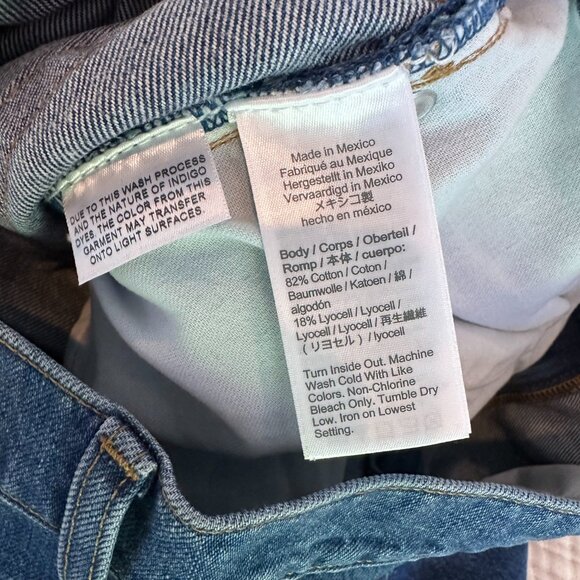 DUE TO THIS WASH PROCESS
AND THE NATURE OF INDIGO
DYES, THE COLOR FROM THIS
GARMENT MAY TRANSFER
ONTO LIGHT SURFACES.
Made in Mexico
Fabriqué au Mexique
Hergestellt in Mexiko
Vervaardigd in Mexico
メキシコ製
hecho en méxico
Body / Corps / Oberteil /
Romp / 本体 / cuerpo:
82% Cotton / Coton /
Baumwolle / Katoen / 綿 /
algodón
18% Lyocell / Lyocell /
Lyocell / Lyocell / 再生繊維
(リヨセル) / lyocell
Turn Inside Out. Machine
Wash Cold With Like
Colors. Non-Chlorine
Bleach Only. Tumble Dry
Low. Iron on Lowest
Setting.